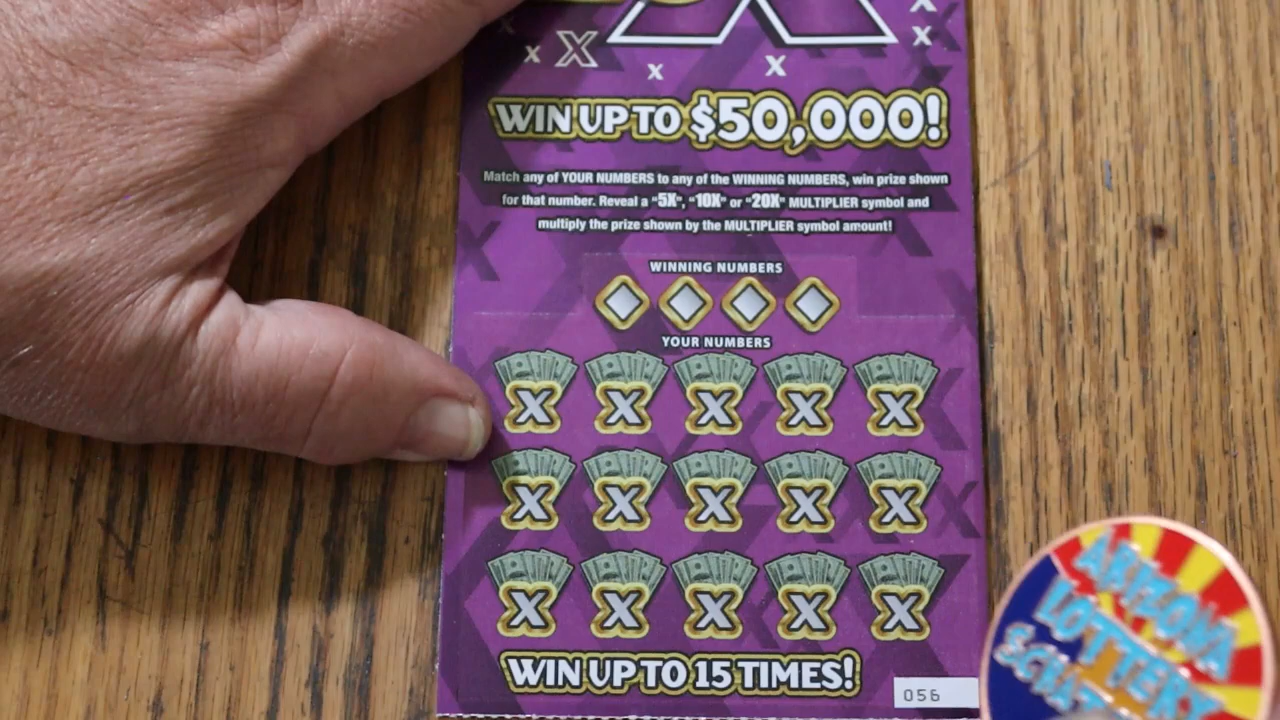 WIN UP TO $50,000!
Match any of YOUR NUMBERS to any of the WINNING NUMBERS, win prize shown
for that number. Reveal a "5X", "10X" or "20X" MULTIPLIER symbol and
multiply the prize shown by the MULTIPLIER symbol amount!
WINNING NUMBERS
YOUR NUMBERS
X X X X X
X X X X X
X X X X X
WIN UP TO 15 TIMES!
056
ARIZONA
LOTTERY